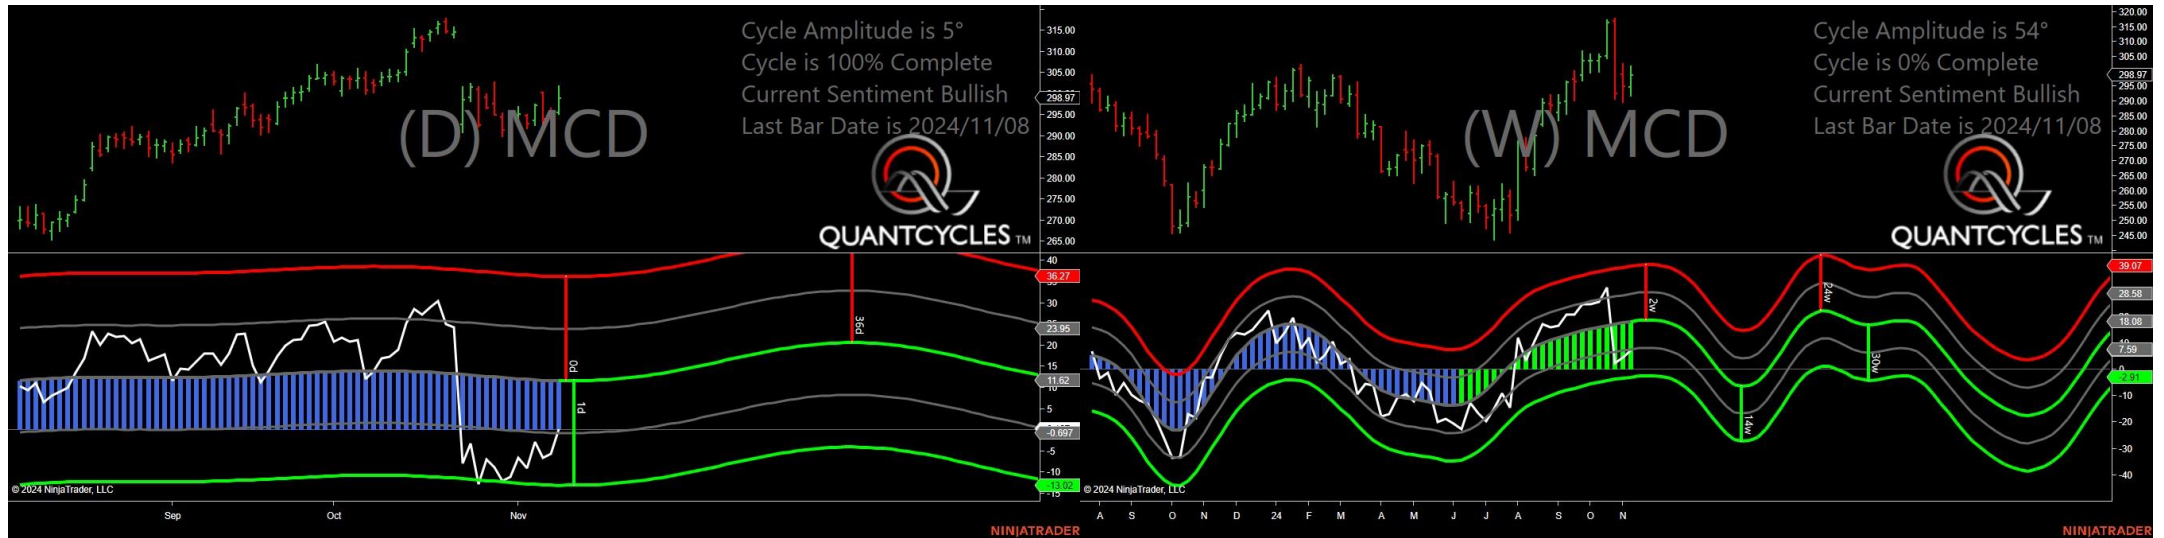 Cycle Amplitude is 5°
Cycle is 100% Complete
Current Sentiment Bullish
Last Bar Date is 2024/11/08
(D) MCD
QUANTCYCLES TM
315.00
310.00
305.00
298.97
295.00
290.00
285.00
280.00
275.00
270.00
265.00
40
36.27
30
23.95
20
15
11.62
10
5
-0.697
-5
-10
-13.02
-15
0d
1d
36d
© 2024 NinjaTrader, LLC
Sep
Oct
Nov
NINJATRADER
Cycle Amplitude is 54°
Cycle is 0% Complete
Current Sentiment Bullish
Last Bar Date is 2024/11/08
(W) MCD
QUANTCYCLES TM
320.00
315.00
310.00
305.00
298.97
295.00
290.00
285.00
280.00
275.00
270.00
265.00
260.00
255.00
250.00
245.00
39.07
28.58
18.08
7.59
0
-2.91
-10
-20
-30
-40
2w
14w
24w
30w
© 2024 NinjaTrader, LLC
A S O N D 24 F M A M J J A S O N
NINJATRADER